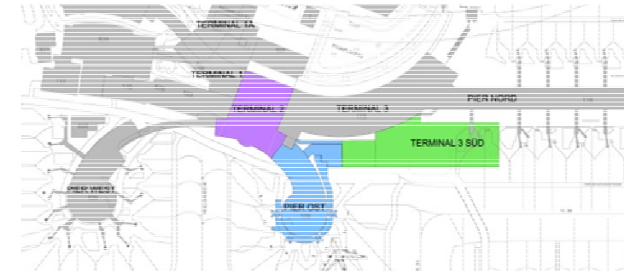 TERMINAL 1A
TERMINAL 1
TERMINAL 2
TERMINAL 3
PIER NORD
TERMINAL 3 SÜD
PIER WEST
PIER OST